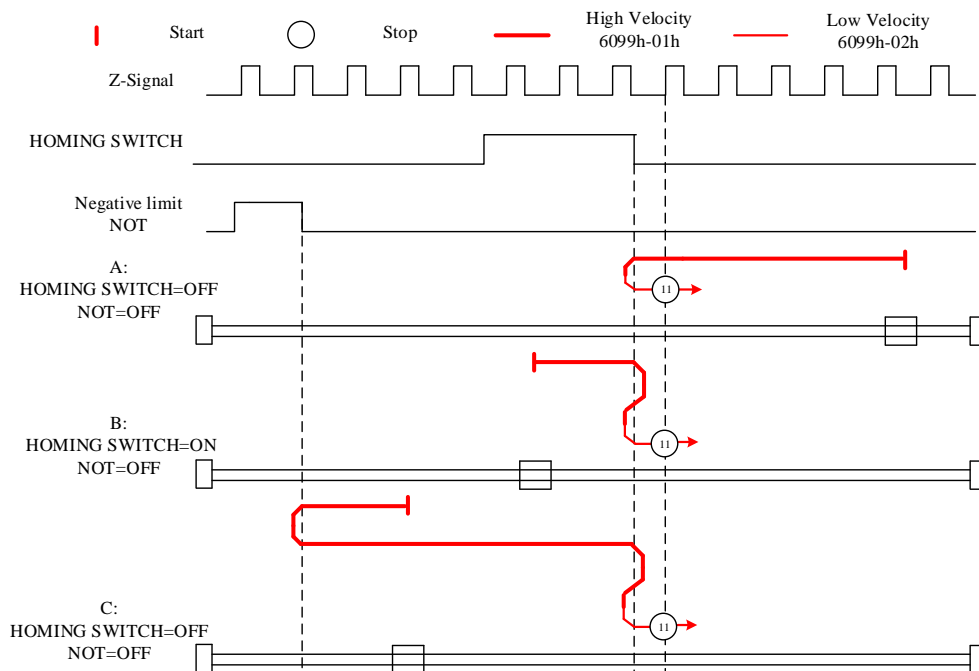 Start
Stop
High Velocity
6099h-01h
Low Velocity
6099h-02h
Z-Signal
HOMING SWITCH
Negative limit
NOT
A:
HOMING SWITCH=OFF
NOT=OFF
11
B:
HOMING SWITCH=ON
NOT=OFF
11
C:
HOMING SWITCH=OFF
NOT=OFF
11